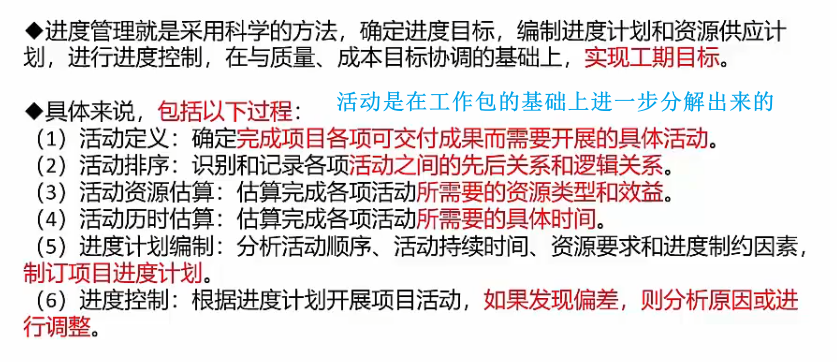 ◆进度管理就是采用科学的方法，确定进度目标，编制进度计划和资源供应计
划，进行进度控制，在与质量、成本目标协调的基础上，实现工期目标。
◆具体来说，包括以下过程： 活动是在工作包的基础上进一步分解出来的
（1）活动定义：确定完成项目各项可交付成果而需要开展的具体活动。
（2）活动排序：识别和记录各项活动之间的先后关系和逻辑关系。
（3）活动资源估算：估算完成各项活动所需要的资源类型和效益。
（4）活动历时估算：估算完成各项活动所需要的具体时间。
（5）进度计划编制：分析活动顺序、活动持续时间、资源要求和进度制约因素，
制订项目进度计划。
（6）进度控制：根据进度计划开展项目活动，如果发现偏差，则分析原因或进
行调整。